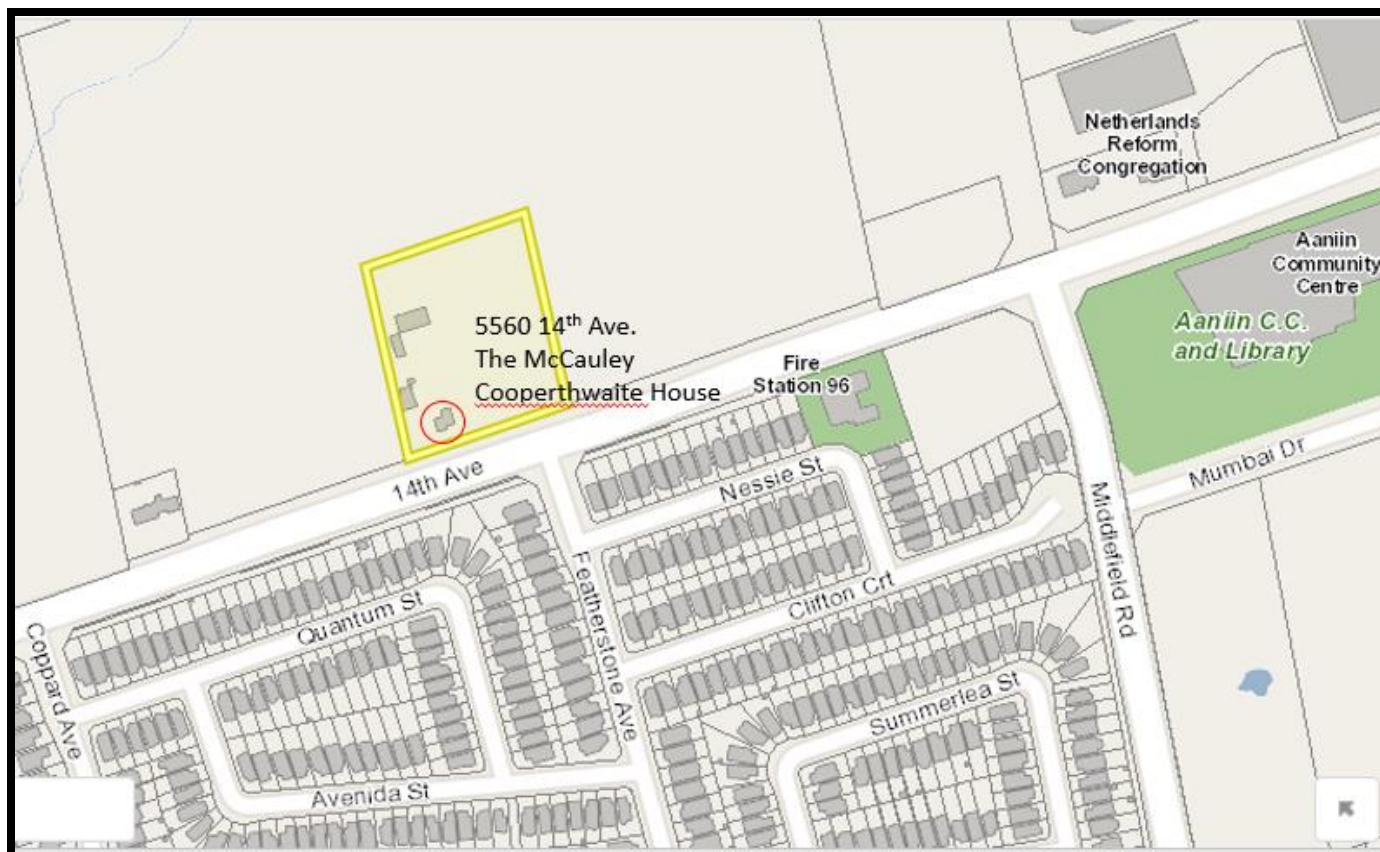 Netherlands
Reform
Congregation
Aaniin
Community
Centre
Aaniin C.C.
and Library
5560 14th Ave.
The McCauley
Cooperthwaite House
Fire
Station 96
14th Ave
Nessie St
Mumbai Dr
Middlefield Rd
Featherstone Ave
Clifton Crt
Quantum St
Coppard Ave
Summerlea St
Avenida St